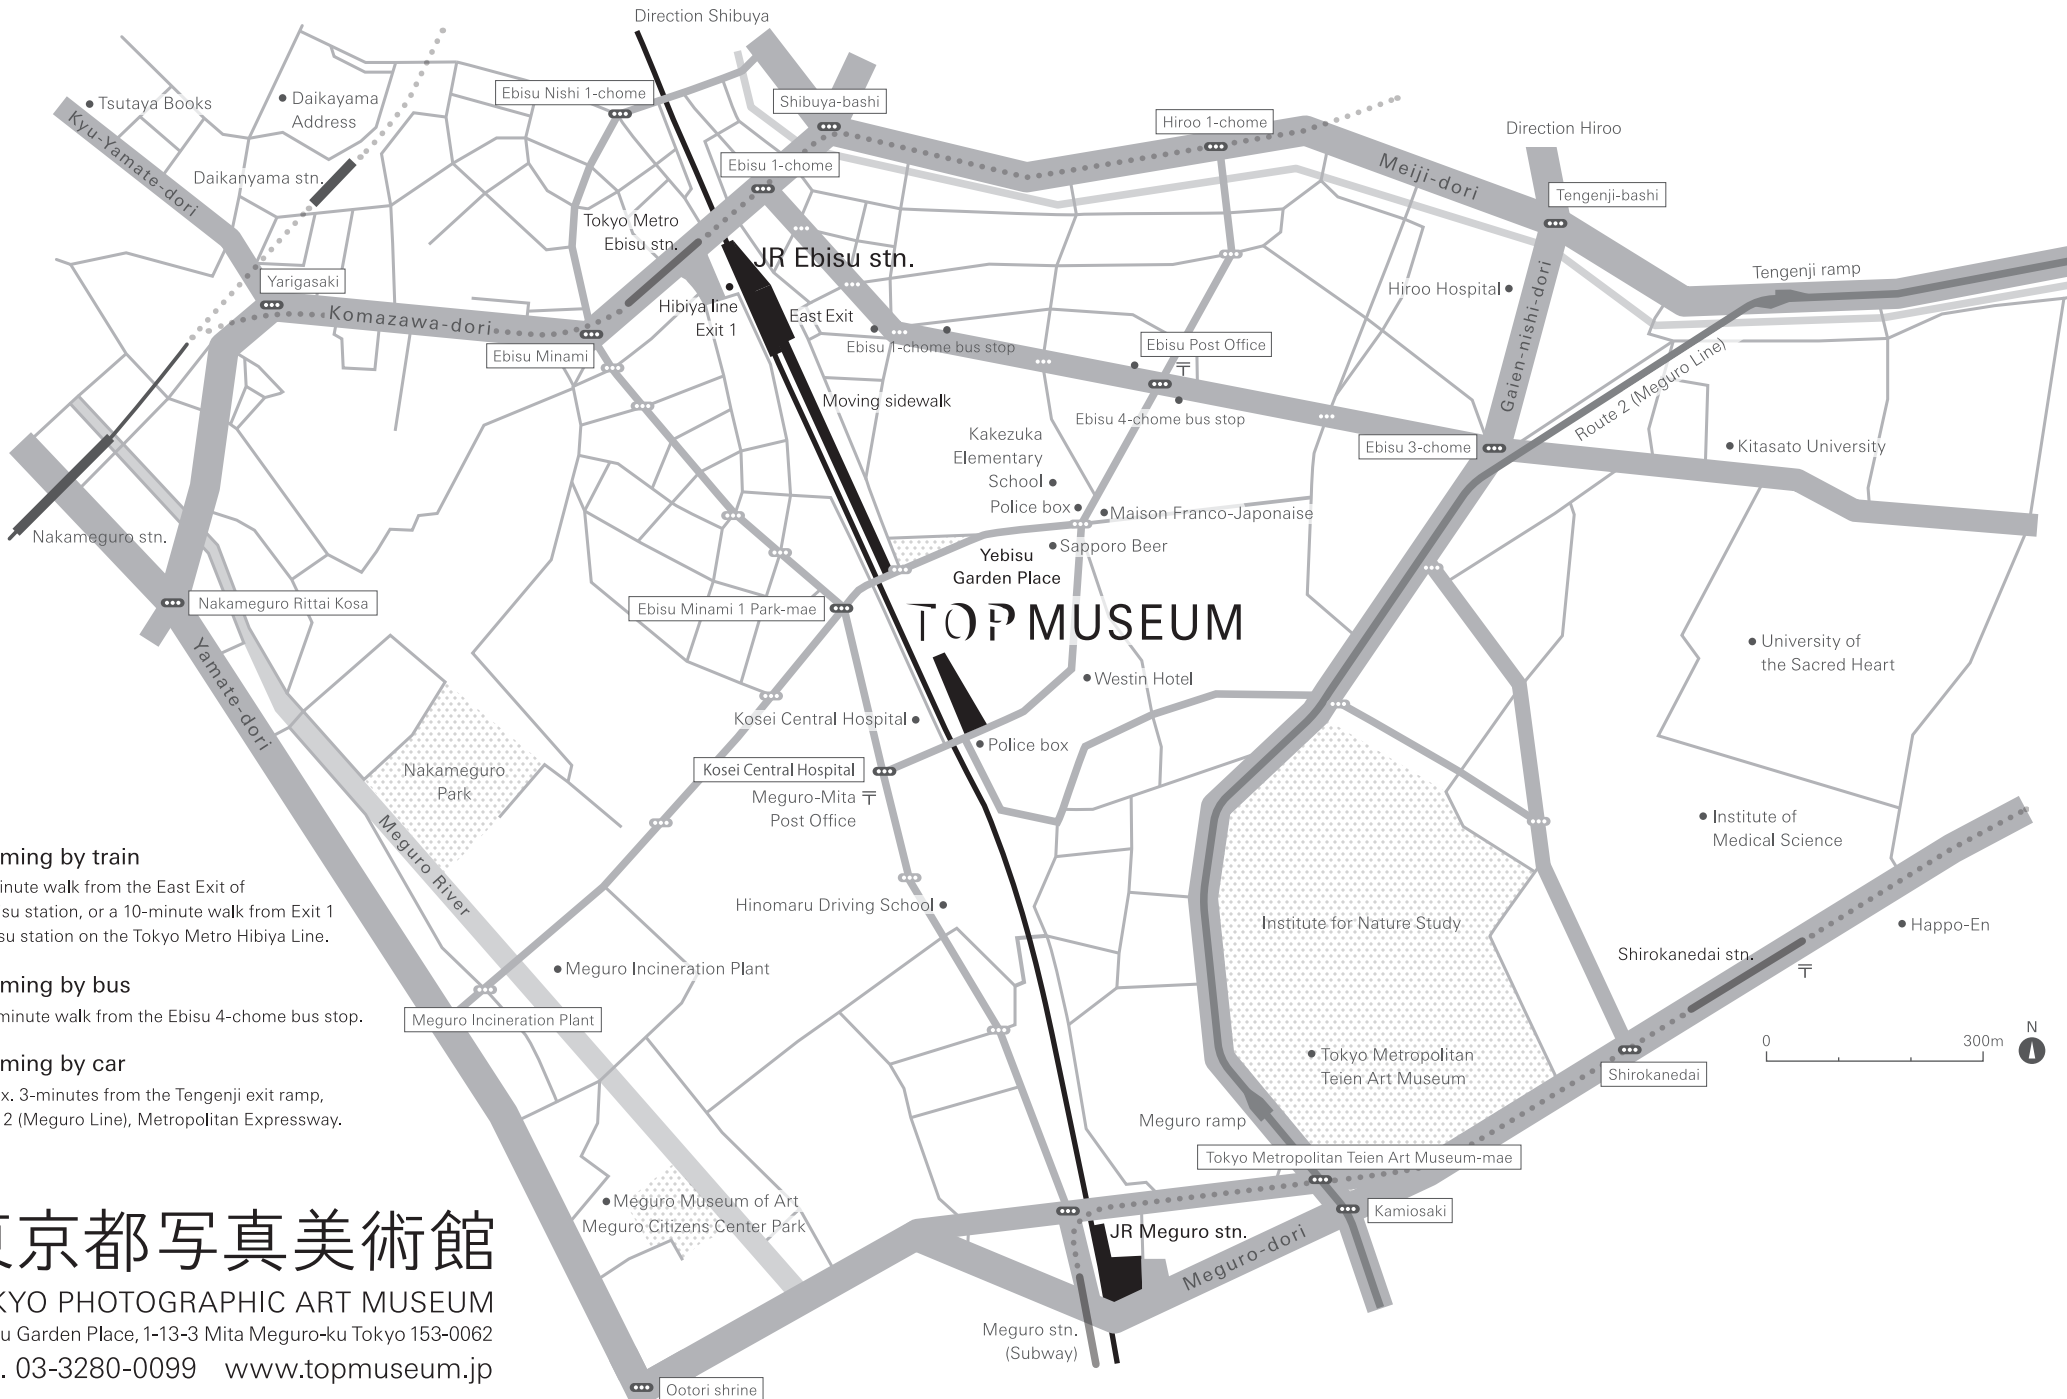 Direction Shibuya
Tsutaya Books
Daikayama
Address
Ebisu Nishi 1-chome
Shibuya-bashi
Hiroo 1-chome
Direction Hiroo
Kyu-Yamate-dori
Daikanyama stn.
Ebisu 1-chome
Meiji-dori
Tengenji-bashi
Tokyo Metro
Ebisu stn.
JR Ebisu stn.
Yarigasaki
Komazawa-dori
Hibiya line
Exit 1
East Exit
Ebisu Minami
Ebisu 1-chome bus stop
Ebisu Post Office
〒
Hiroo Hospital
Gaien-nishi-dori
Tengenji ramp
Route 2 (Meguro Line)
Moving sidewalk
Ebisu 4-chome bus stop
Ebisu 3-chome
Kitasato University
Kakezuka
Elementary
School
Police box
Maison Franco-Japonaise
Sapporo Beer
Yebisu
Garden Place
Nakameguro stn.
Nakameguro Rittai Kosa
Ebisu Minami 1 Park-mae
TOP MUSEUM
University of
the Sacred Heart
Yamate-dori
Westin Hotel
Kosei Central Hospital
Police box
Kosei Central Hospital
Meguro-Mita 〒
Post Office
Nakameguro
Park
Meguro River
Institute of
Medical Science
Hinomaru Driving School
Institute for Nature Study
Happo-En
Shirokanedai stn.
〒
Meguro Incineration Plant
Meguro Incineration Plant
Tokyo Metropolitan
Teien Art Museum
Shirokanedai
0 300m
N
Meguro ramp
Tokyo Metropolitan Teien Art Museum-mae
Kamiosaki
Meguro Museum of Art
Meguro Citizens Center Park
JR Meguro stn.
Meguro-dori
Meguro stn.
(Subway)
Ootori shrine
ming by train
inute walk from the East Exit of
su station, or a 10-minute walk from Exit 1
su station on the Tokyo Metro Hibiya Line.
ming by bus
minute walk from the Ebisu 4-chome bus stop.
ming by car
x. 3-minutes from the Tengenji exit ramp,
2 (Meguro Line), Metropolitan Expressway.
東京都写真美術館
KYO PHOTOGRAPHIC ART MUSEUM
u Garden Place, 1-13-3 Mita Meguro-ku Tokyo 153-0062
. 03-3280-0099 www.topmuseum.jp